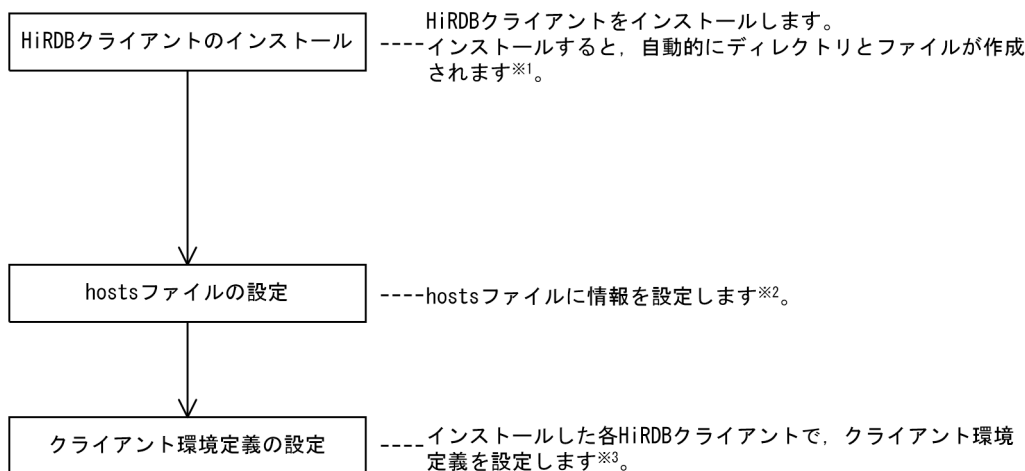 HiRDBクライアントのインストール
HiRDBクライアントをインストールします。
インストールすると，自動的にディレクトリとファイルが作成
されます※1。
hostsファイルの設定
hostsファイルに情報を設定します※2。
クライアント環境定義の設定
インストールした各HiRDBクライアントで，クライアント環境
定義を設定します※3。